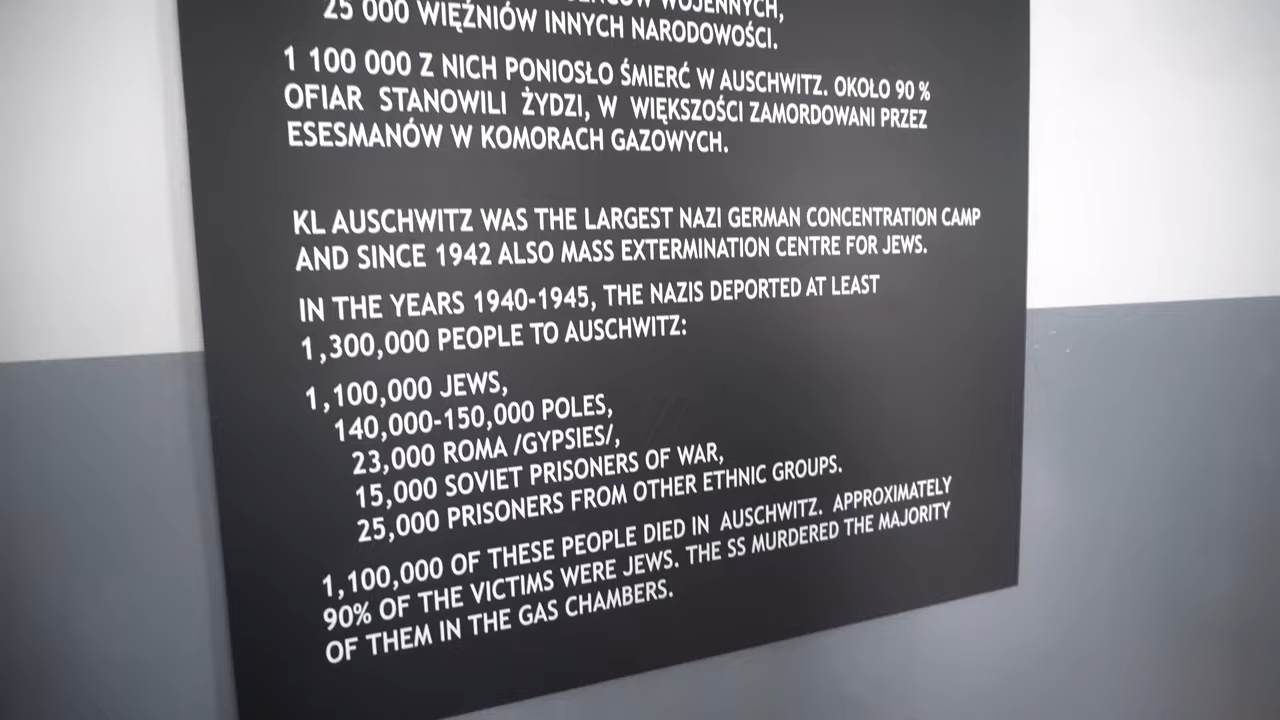 WOJENNYCH,
25 000 WIĘŹNIÓW INNYCH NARODOWOŚCI.
1 100 000 Z NICH PONIOSŁO ŚMIERĆ W AUSCHWITZ. OKOŁO 90 %
OFIAR STANOWILI ŻYDZI, W WIĘKSZOŚCI ZAMORDOWANI PRZEZ
ESESMANÓW W KOMORACH GAZOWYCH.
KL AUSCHWITZ WAS THE LARGEST NAZI GERMAN CONCENTRATION CAMP
AND SINCE 1942 ALSO MASS EXTERMINATION CENTRE FOR JEWS.
IN THE YEARS 1940-1945, THE NAZIS DEPORTED AT LEAST
1,300,000 PEOPLE TO AUSCHWITZ:
1,100,000 JEWS,
140,000-150,000 POLES,
23,000 ROMA /GYPSIES/,
15,000 SOVIET PRISONERS OF WAR,
25,000 PRISONERS FROM OTHER ETHNIC GROUPS.
1,100,000 OF THESE PEOPLE DIED IN AUSCHWITZ. APPROXIMATELY
90% OF THE VICTIMS WERE JEWS. THE SS MURDERED THE MAJORITY
OF THEM IN THE GAS CHAMBERS.